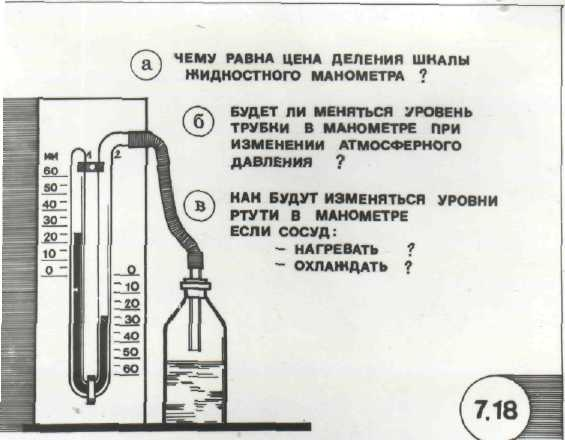 а ЧЕМУ РАВНА ЦЕНА ДЕЛЕНИЯ ШКАЛЫ
ЖИДНОСТНОГО МАНОМЕТРА ?
б БУДЕТ ЛИ МЕНЯТЬСЯ УРОВЕНЬ
ТРУБКИ В МАНОМЕТРЕ ПРИ
ИЗМЕНЕНИИ АТМОСФЕРНОГО
ДАВЛЕНИЯ ?
в КАК БУДУТ ИЗМЕНЯТЬСЯ УРОВНИ
РТУТИ В МАНОМЕТРЕ
ЕСЛИ СОСУД:
– НАГРЕВАТЬ ?
– ОХЛАЖДАТЬ ?
1 2
мм
60
50
40
30
20
10
0
0
10
20
30
40
50
60
7.18